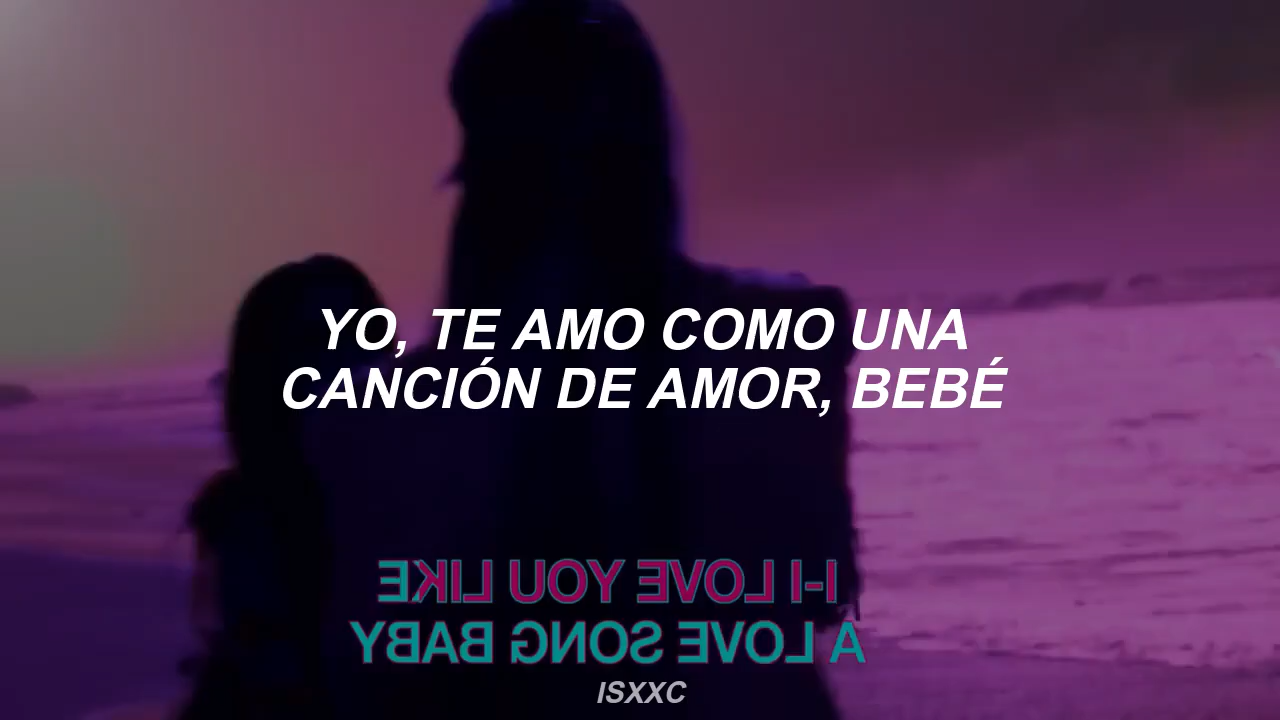 YO, TE AMO COMO UNA
CANCIÓN DE AMOR, BEBÉ
I-I LOVE YOU LIKE
A LOVE SONG BABY
ISXXC